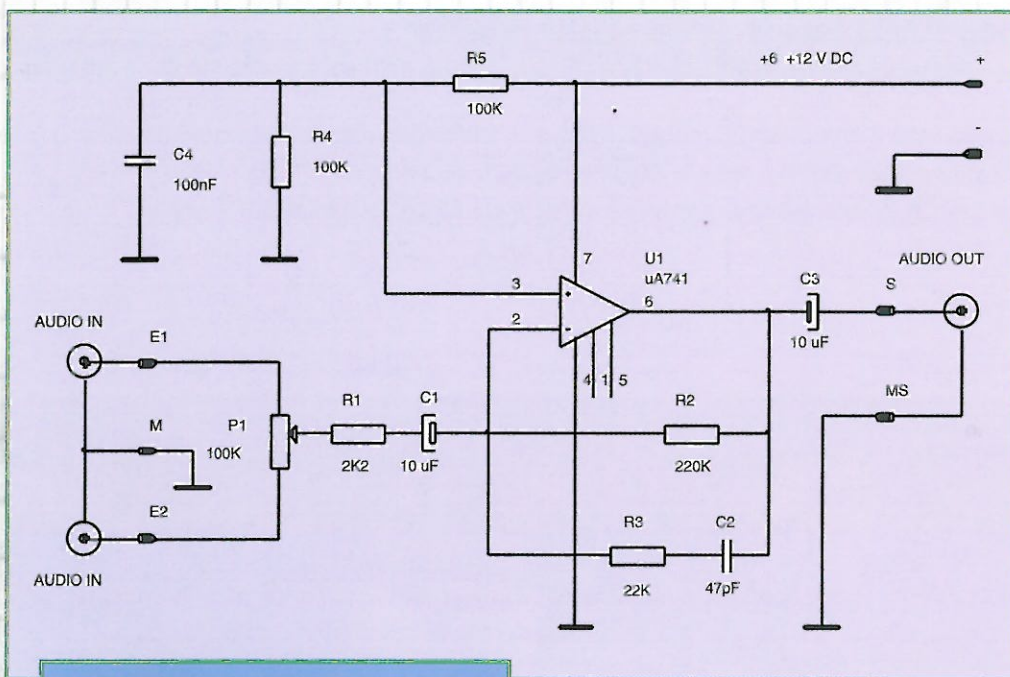 R5
+6 +12 V DC
+
100K
-
C4
100nF
R4
100K
7
U1
uA741
AUDIO OUT
3
+
6
C3
S
2
-
10 uF
AUDIO IN
E1
4 1 5
MS
M
P1
100K
R1
2K2
C1
10 uF
R2
220K
E2
R3
22K
C2
47pF
AUDIO IN